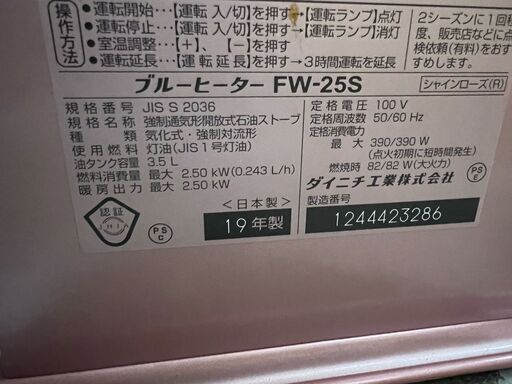 操作方法
●運転開始…【運転 入/切】を押す→【運転ランプ】点灯
●運転停止…【運転 入/切】を押す→【運転ランプ】消灯
●室温調整…【+】、【-】を押す
●運転延長…【運転延長】を押す→3時間運転を延長
2シーズンに1回程
度、販売店などの点
検依頼(有料)をおす
すめします。
ブルーヒーター FW-25S
シャインローズ(R)
規格番号 JIS S 2036
規格名称 強制通気形開放式石油ストーブ
種類 気化式・強制対流形
使用燃料 灯油(JIS1号灯油)
油タンク容量 3.5 L
燃料消費量 最大 2.50 kW(0.243 L/h)
暖房出力 最大 2.50 kW
定格電圧 100 V
定格周波数 50/60 Hz
定格消費電力
最大 390/390 W
(点火初期に短時間発生)
燃焼時 82/82 W(大火力)
ダイニチ工業株式会社
認証
JHIA
PS
C
<日本製>
19年製
製造番号
1244423286
PS
E